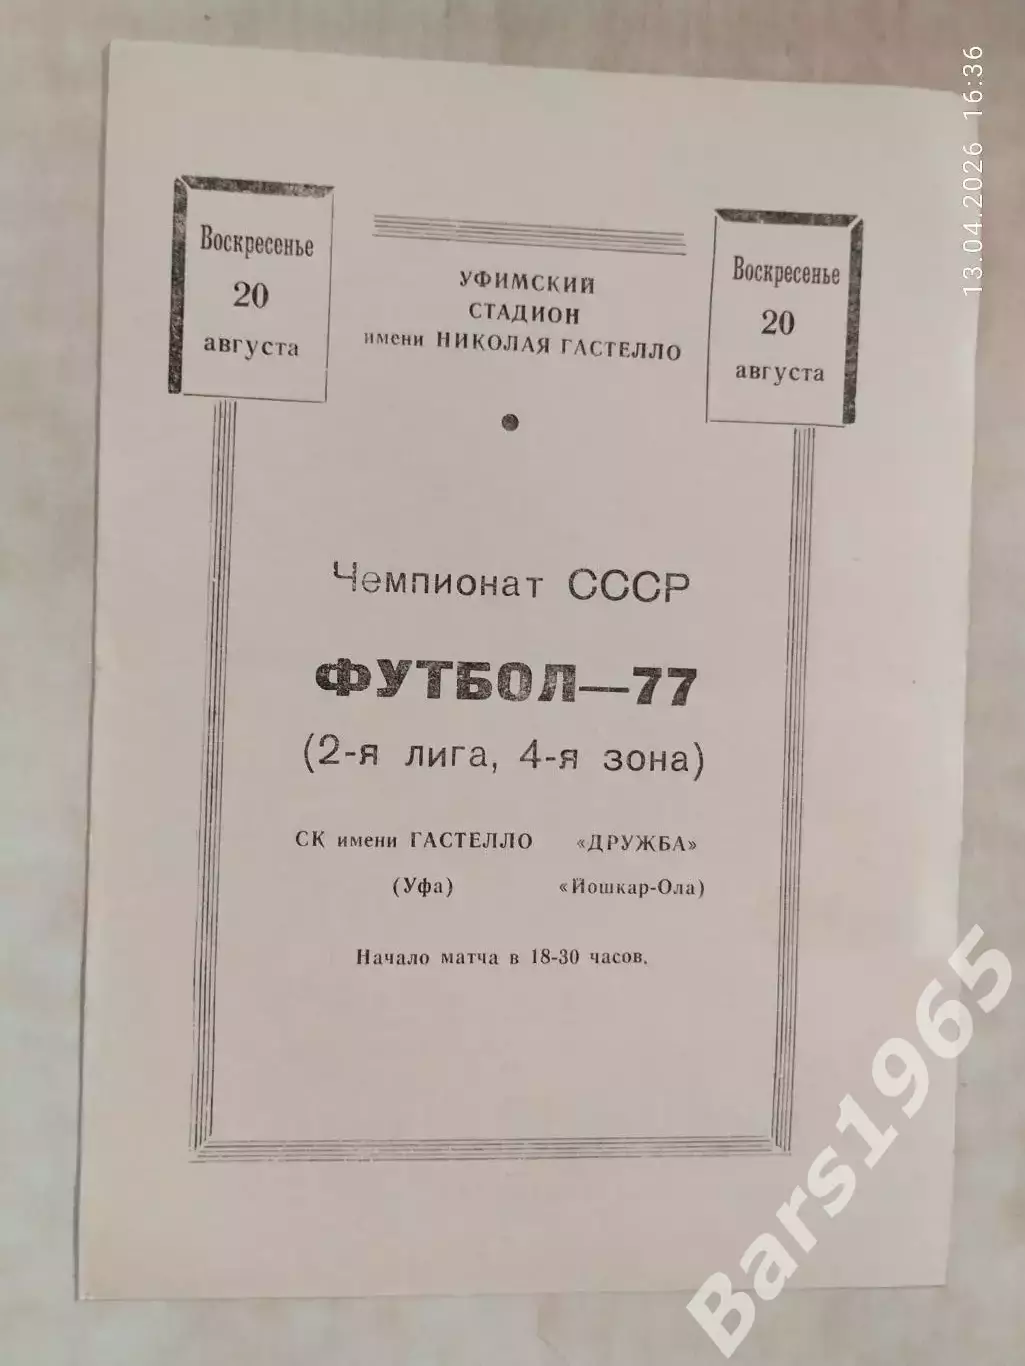 13.04.2026 16:36
Воскресенье
20
августа
УФИМСКИЙ
СТАДИОН
имени НИКОЛАЯ ГАСТЕЛЛО
Воскресенье
20
августа
Чемпионат СССР
ФУТБОЛ—77
(2-я лига, 4-я зона)
СК имени ГАСТЕЛЛО «ДРУЖБА»
(Уфа) «Йошкар-Ола)
Начало матча в 18-30 часов.
Bars1965